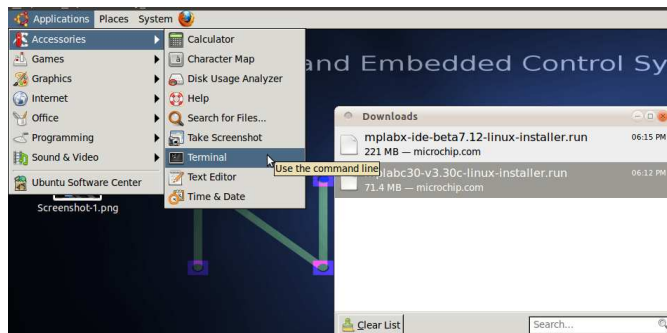 Applications Places System
Accessories
Games
Graphics
Internet
Office
Programming
Sound & Video
Ubuntu Software Center
Calculator
Character Map
Disk Usage Analyzer
Help
Search for Files...
Take Screenshot
Terminal
Text Editor
Time & Date
Use the command line
Screenshot-1.png
nd Embedded Control Sy
Downloads
mplabx-ide-beta7.12-linux-installer.run 06:15 PM
221 MB — microchip.com
plabc30-v3.30c-linux-installer.run 06:12 PM
71.4 MB — microchip.com
Clear List
Search...